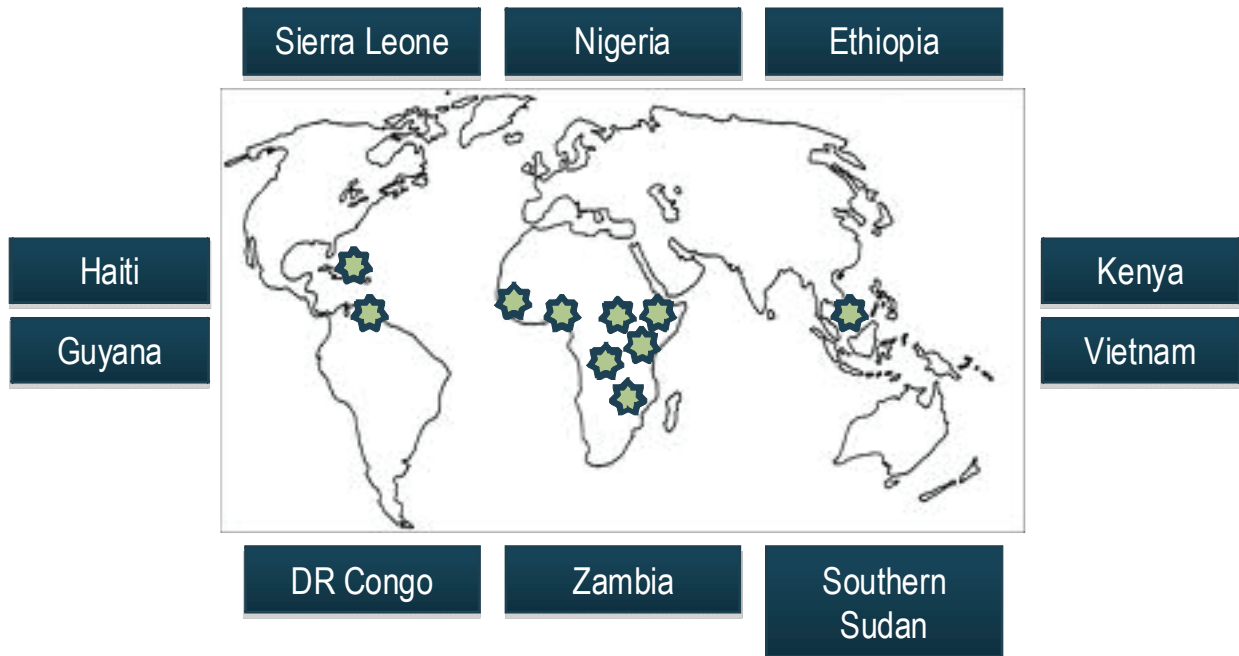 Sierra Leone
Nigeria
Ethiopia
Haiti
Guyana
Kenya
Vietnam
DR Congo
Zambia
Southern
Sudan